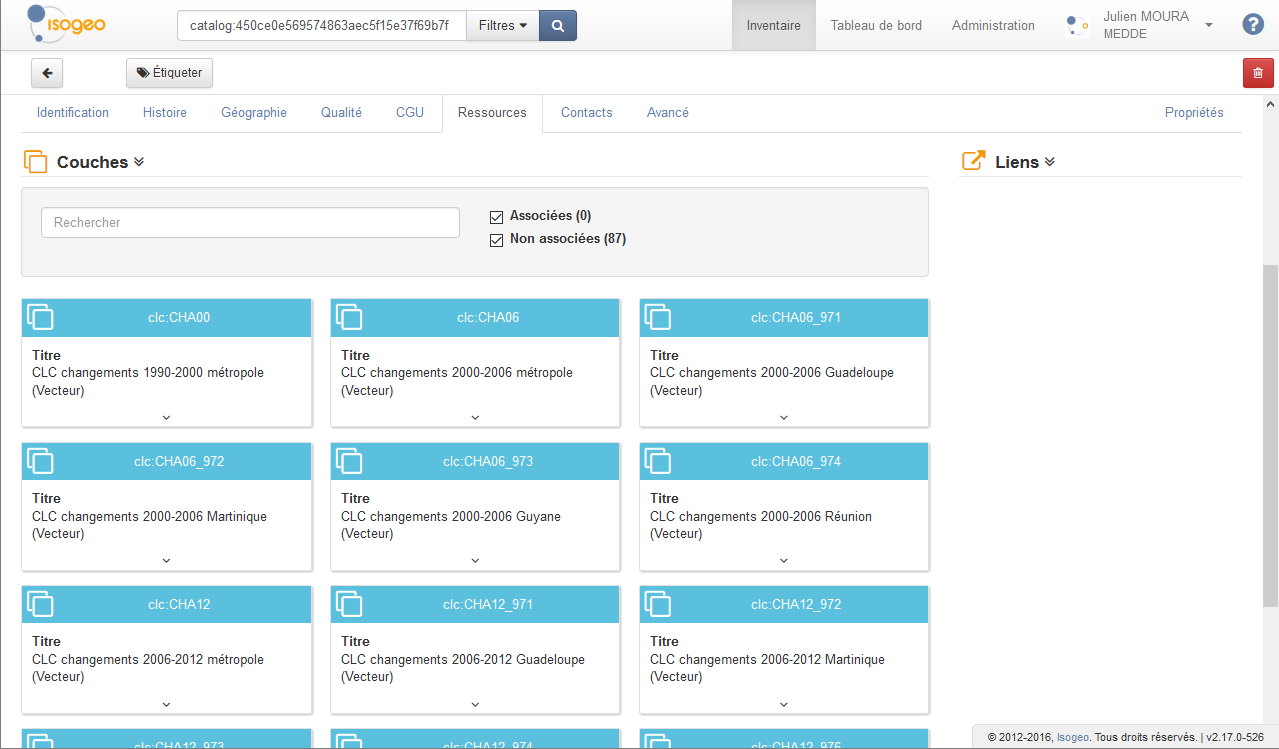 isogeo
catalog:450ce0e569574863aec5f15e37f69b7f
Filtres
Inventaire
Tableau de bord
Administration
Julien MOURA
MEDDE
?
Étiqueter
Identification
Histoire
Géographie
Qualité
CGU
Ressources
Contacts
Avancé
Propriétés
Couches
Liens
Rechercher
Associées (0)
Non associées (87)
clc:CHA00
Titre
CLC changements 1990-2000 métropole
(Vecteur)
clc:CHA06
Titre
CLC changements 2000-2006 métropole
(Vecteur)
clc:CHA06_971
Titre
CLC changements 2000-2006 Guadeloupe
(Vecteur)
clc:CHA06_972
Titre
CLC changements 2000-2006 Martinique
(Vecteur)
clc:CHA06_973
Titre
CLC changements 2000-2006 Guyane
(Vecteur)
clc:CHA06_974
Titre
CLC changements 2000-2006 Réunion
(Vecteur)
clc:CHA12
Titre
CLC changements 2006-2012 métropole
(Vecteur)
clc:CHA12_971
Titre
CLC changements 2006-2012 Guadeloupe
(Vecteur)
clc:CHA12_972
Titre
CLC changements 2006-2012 Martinique
(Vecteur)
clc:CHA12_973
clc:CHA12_974
clc:CHA12_976
© 2012-2016, Isogeo. Tous droits réservés. | v2.17.0-526